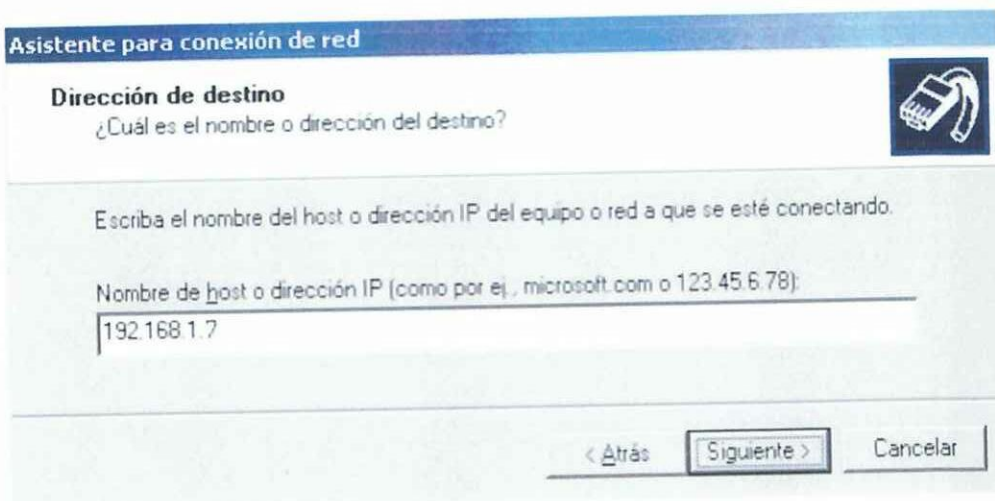 Asistente para conexión de red
Dirección de destino
¿Cuál es el nombre o dirección del destino?
Escriba el nombre del host o dirección IP del equipo o red a que se esté conectando.
Nombre de host o dirección IP (como por ej., microsoft.com o 123.45.6.78):
192.168.1.7
< Atrás
Siguiente >
Cancelar